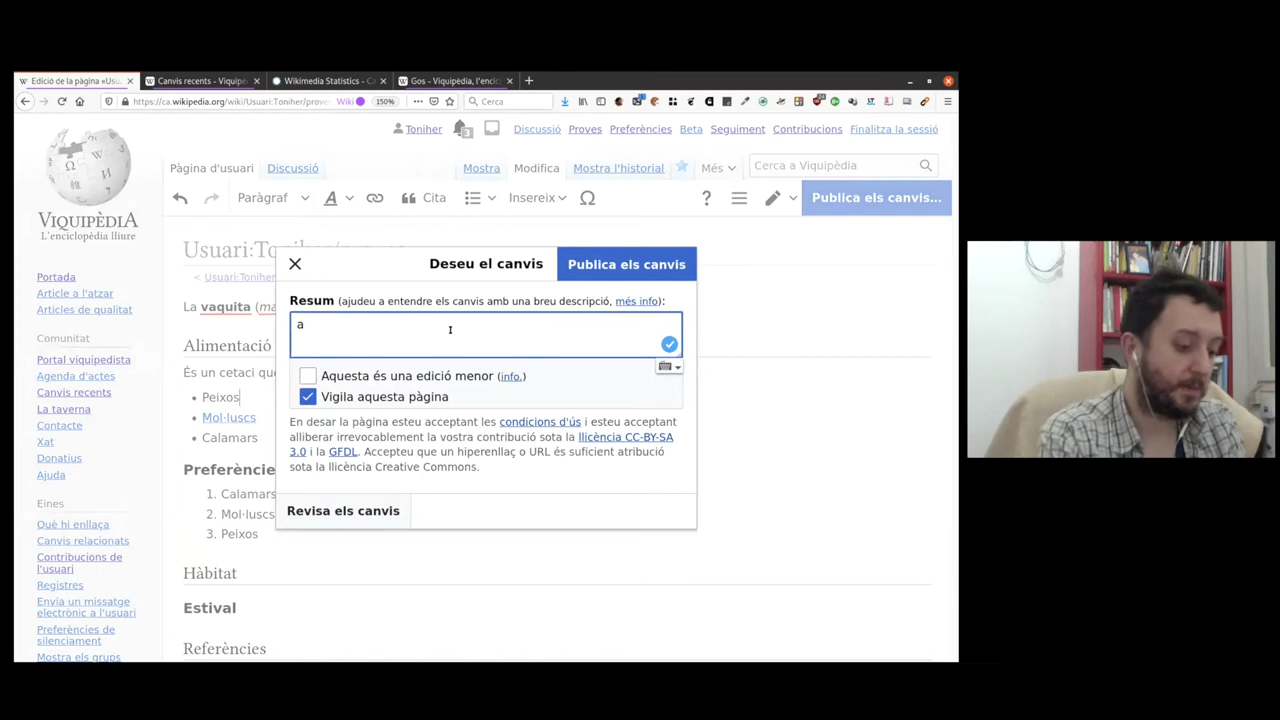 Edició de la pàgina «Usu
Canvis recents - Viquipè
Wikimedia Statistics - Ca
Gos - Viquipèdia, l'enci
https://ca.wikipedia.org/wiki/Usuari:Toniher/prove
Wiki
150%
Cerca
Toniher
3
Discussió
Proves
Preferències
Beta
Seguiment
Contribucions
Finalitza la sessió
Pàgina d'usuari
Discussió
Mostra
Modifica
Mostra l'historial
Més
Cerca a Viquipèdia
Paràgraf
A
Cita
Insereix
Ω
?
Publica els canvis...
VIQUIPÈDIA
L'enciclopèdia lliure
Portada
Article a l'atzar
Articles de qualitat
Comunitat
Portal viquipedista
Agenda d'actes
Canvis recents
La taverna
Contacte
Xat
Donatius
Ajuda
Eines
Què hi enllaça
Canvis relacionats
Contribucions de
l'usuari
Registres
Envia un missatge
electrònic a l'usuari
Preferències de
silenciament
Mostra els grups
< Usuari:Toniher
La vaquita
Alimentació
És un cetaci que
Peixos
Mol·luscs
Calamars
1. Calamars
2. Mol·luscs
3. Peixos
Hàbitat
Estival
Referències
Deseu el canvis
Publica els canvis
Resum (ajudeu a entendre els canvis amb una breu descripció, més info):
a
Aquesta és una edició menor (info.)
Vigila aquesta pàgina
En desar la pàgina esteu acceptant les condicions d'ús i esteu acceptant
alliberar irrevocablement la vostra contribució sota la llicència CC-BY-SA
3.0 i la GFDL. Accepteu que un hiperenllaç o URL és suficient atribució
sota la llicència Creative Commons.
Revisa els canvis